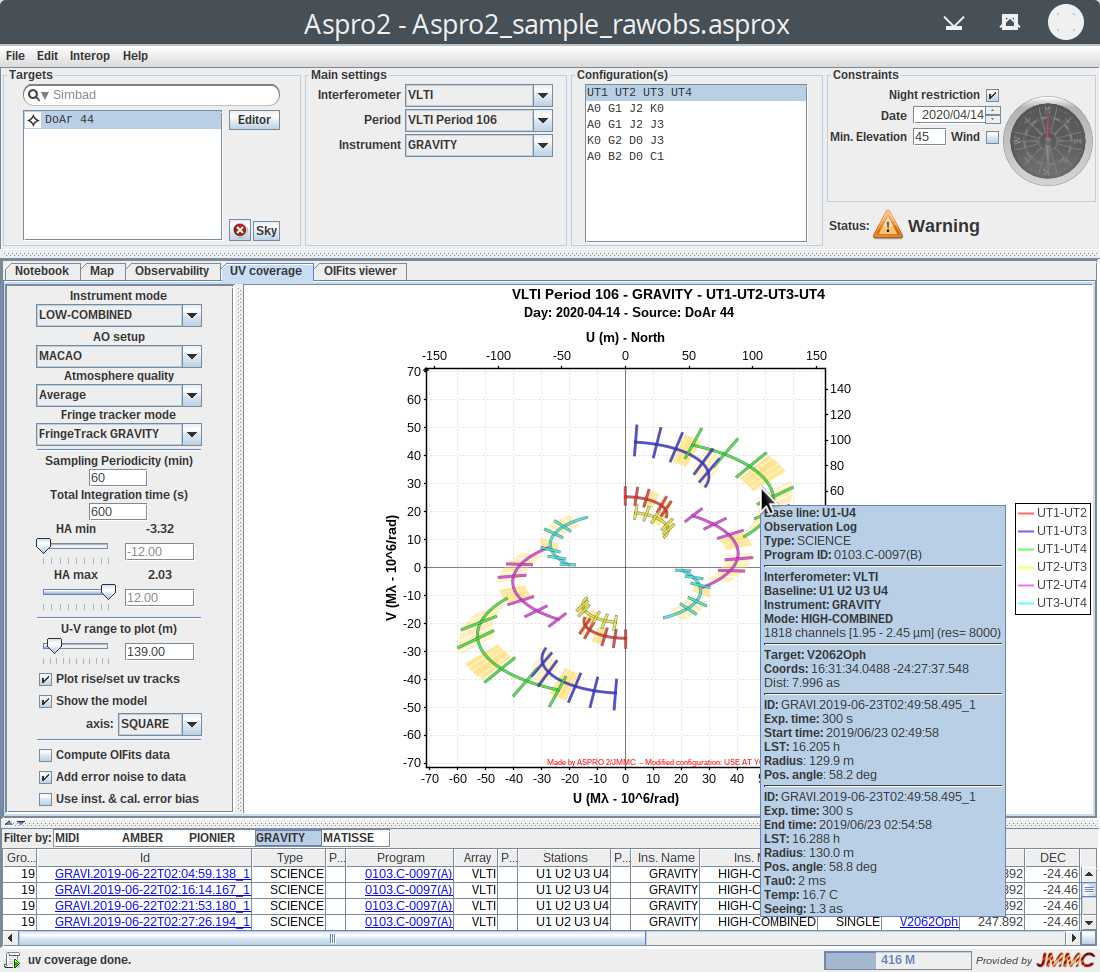 Aspro2 - Aspro2_sample_rawobs.asprox
File Edit Interop Help
Targets
Simbad
DoAr 44
Editor
Sky
Main settings
Interferometer VLTI
Period VLTI Period 106
Instrument GRAVITY
Configuration(s)
UT1 UT2 UT3 UT4
A0 G1 J2 K0
A0 G1 J2 J3
K0 G2 D0 J3
A0 B2 D0 C1
Constraints
Night restriction
Date 2020/04/14
Min. Elevation 45 Wind
Status: Warning
Notebook Map Observability UV coverage OIFits viewer
Instrument mode
LOW-COMBINED
AO setup
MACAO
Atmosphere quality
Average
Fringe tracker mode
FringeTrack GRAVITY
Sampling Periodicity (min)
60
Total Integration time (s)
600
HA min -3.32
-12.00
HA max 2.03
12.00
U-V range to plot (m)
139.00
Plot rise/set uv tracks
Show the model
axis: SQUARE
Compute OIFits data
Add error noise to data
Use inst. & cal. error bias
VLTI Period 106 - GRAVITY - UT1-UT2-UT3-UT4
Day: 2020-04-14 - Source: DoAr 44
U (m) - North
-150 -100 -50 0 50 100 150
70
60
50
40
30
20
10
0
-10
-20
-30
-40
-50
-60
-70
V (Mλ - 10^6/rad)
140
120
100
80
60
Made by ASPRO 2/JMMC - Modified configuration: USE AT
-70 -60 -50 -40 -30 -20 -10 0 10 20 30 40
U (Mλ - 10^6/rad)
Base line: U1-U4
Observation Log
Type: SCIENCE
Program ID: 0103.C-0097(B)
Interferometer: VLTI
Baseline: U1 U2 U3 U4
Instrument: GRAVITY
Mode: HIGH-COMBINED
1818 channels [1.95 - 2.45 µm] (res= 8000)
Target: V2062Oph
Coords: 16:31:34.0488 -24:27:37.548
Dist: 7.996 as
ID: GRAVI.2019-06-23T02:49:58.495_1
Exp. time: 300 s
Start time: 2019/06/23 02:49:58
LST: 16.205 h
Radius: 129.9 m
Pos. angle: 58.2 deg
ID: GRAVI.2019-06-23T02:49:58.495_1
Exp. time: 300 s
End time: 2019/06/23 02:54:58
LST: 16.288 h
Radius: 130.0 m
Pos. angle: 58.8 deg
Tau0: 2 ms
Temp: 16.7 C
Seeing: 1.3 as
UT1-UT2
UT1-UT3
UT1-UT4
UT2-UT3
UT2-UT4
UT3-UT4
Filter by: MIDI AMBER PIONIER GRAVITY MATISSE
Gro... Id Type P... Program Array P... Stations P... Ins. Name Ins. DEC
19 GRAVI.2019-06-22T02:04:59.138_1 SCIENCE 0103.C-0097(A) VLTI U1 U2 U3 U4 GRAVITY HIGH-C 892 -24.46
19 GRAVI.2019-06-22T02:16:14.167_1 SCIENCE 0103.C-0097(A) VLTI U1 U2 U3 U4 GRAVITY HIGH-C 892 -24.46
19 GRAVI.2019-06-22T02:21:53.180_1 SCIENCE 0103.C-0097(A) VLTI U1 U2 U3 U4 GRAVITY HIGH-C 892 -24.46
19 GRAVI.2019-06-22T02:27:26.194_1 SCIENCE 0103.C-0097(A) VLTI U1 U2 U3 U4 GRAVITY HIGH-COMBINED SINGLE V2062Oph 247.892 -24.46
uv coverage done.
416 M
Provided by JMMC